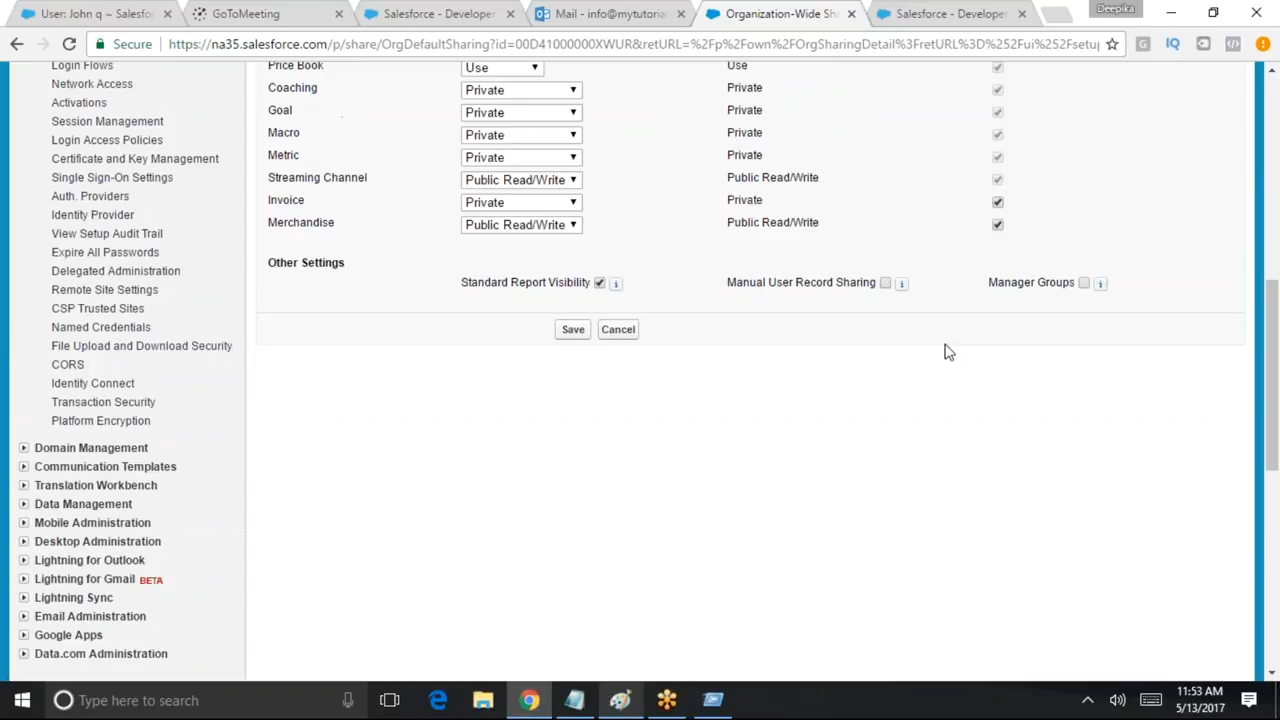 User: John q ~ Salesfo
GoToMeeting
Salesforce - Developer
Mail - info@mytutorial
Organization-Wide Sha
Salesforce - Developer
Deepika
Secure
https://na35.salesforce.com/p/share/OrgDefaultSharing?id=00D41000000XWUR&retURL=%2Fp%2Fown%2FOrgSharingDetail%3FretURL%3D%252Fui%252Fsetup
G
IQ
Login Flows
Network Access
Activations
Session Management
Login Access Policies
Certificate and Key Management
Single Sign-On Settings
Auth. Providers
Identity Provider
View Setup Audit Trail
Expire All Passwords
Delegated Administration
Remote Site Settings
CSP Trusted Sites
Named Credentials
File Upload and Download Security
CORS
Identity Connect
Transaction Security
Platform Encryption
Domain Management
Communication Templates
Translation Workbench
Data Management
Mobile Administration
Desktop Administration
Lightning for Outlook
Lightning for Gmail BETA
Lightning Sync
Email Administration
Google Apps
Data.com Administration
Price Book Use Use
Coaching Private Private
Goal Private Private
Macro Private Private
Metric Private Private
Streaming Channel Public Read/Write Public Read/Write
Invoice Private Private
Merchandise Public Read/Write Public Read/Write
Other Settings
Standard Report Visibility i Manual User Record Sharing i Manager Groups i
Save Cancel
Type here to search
11:53 AM
5/13/2017